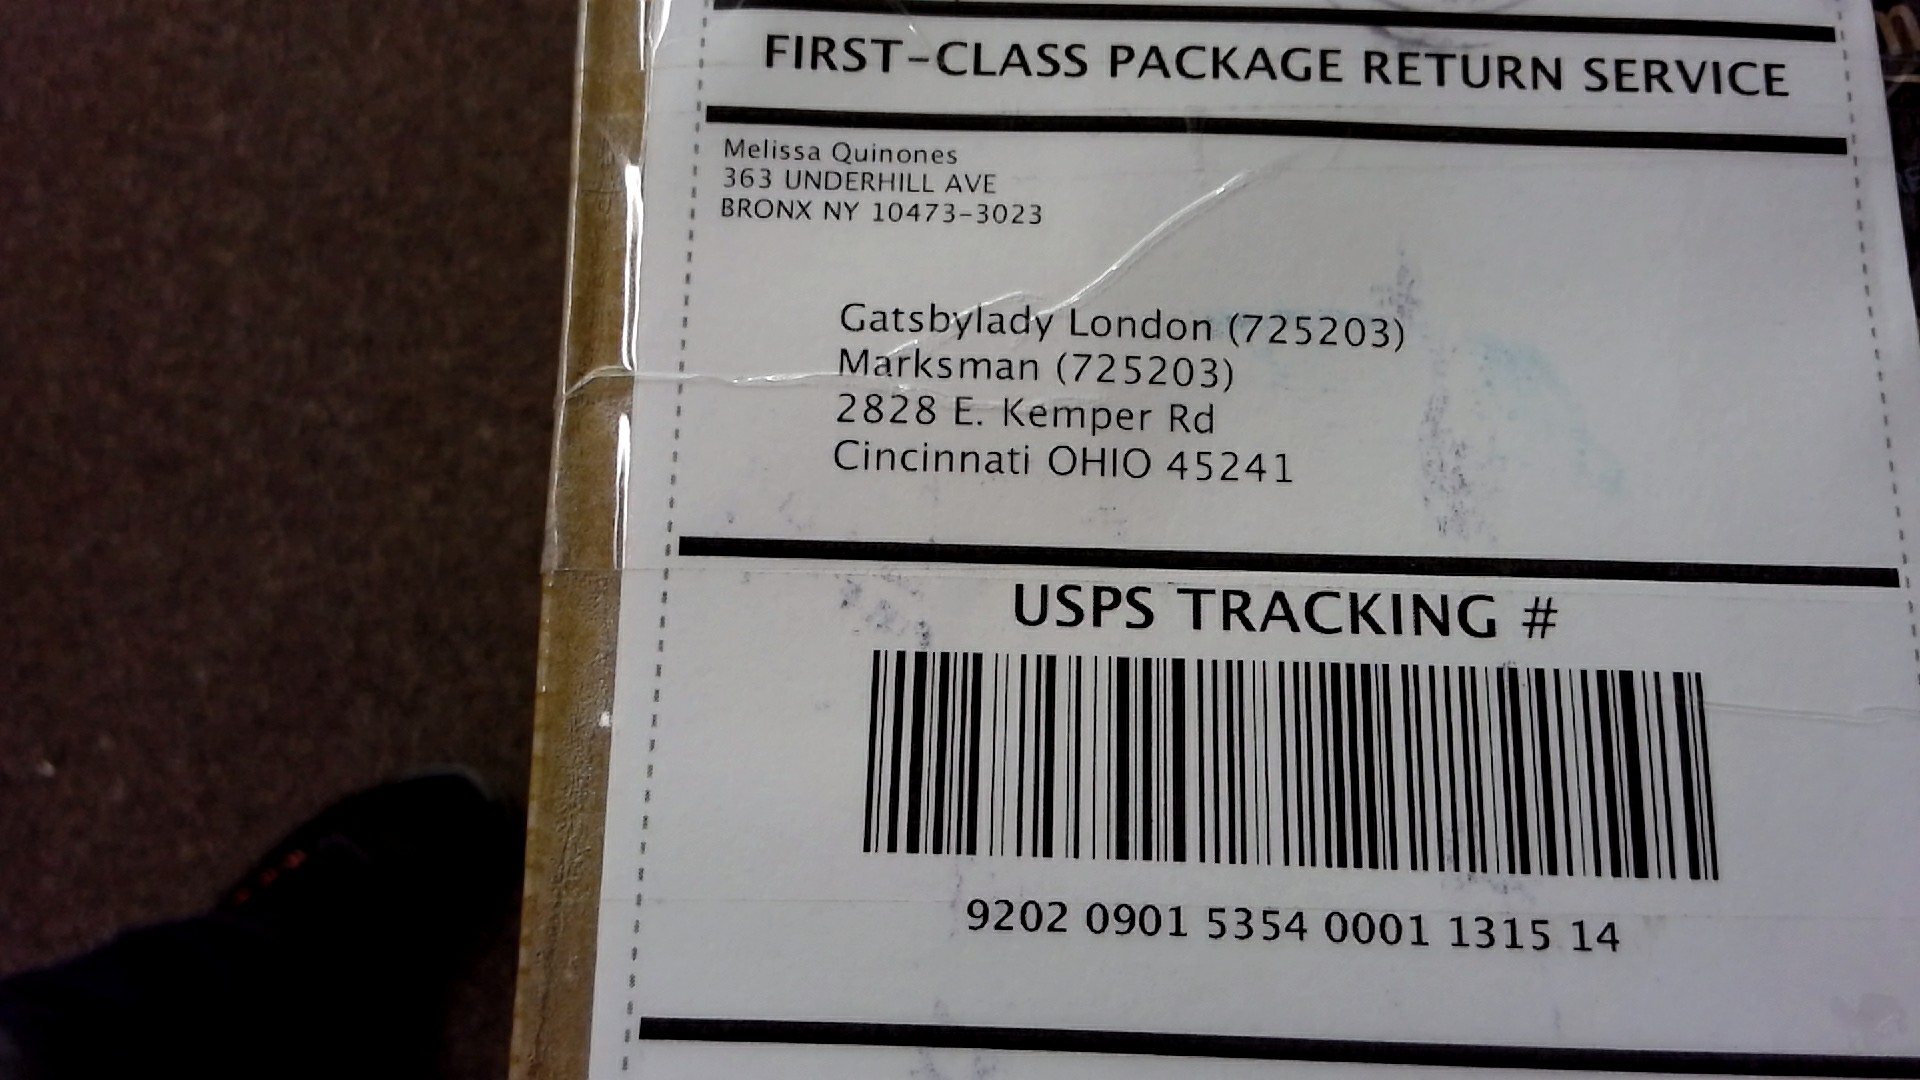 FIRST-CLASS PACKAGE RETURN SERVICE
Melissa Quinones
363 UNDERHILL AVE
BRONX NY 10473-3023
Gatsbylady London (725203)
Marksman (725203)
2828 E. Kemper Rd
Cincinnati OHIO 45241
USPS TRACKING #
9202 0901 5354 0001 1315 14